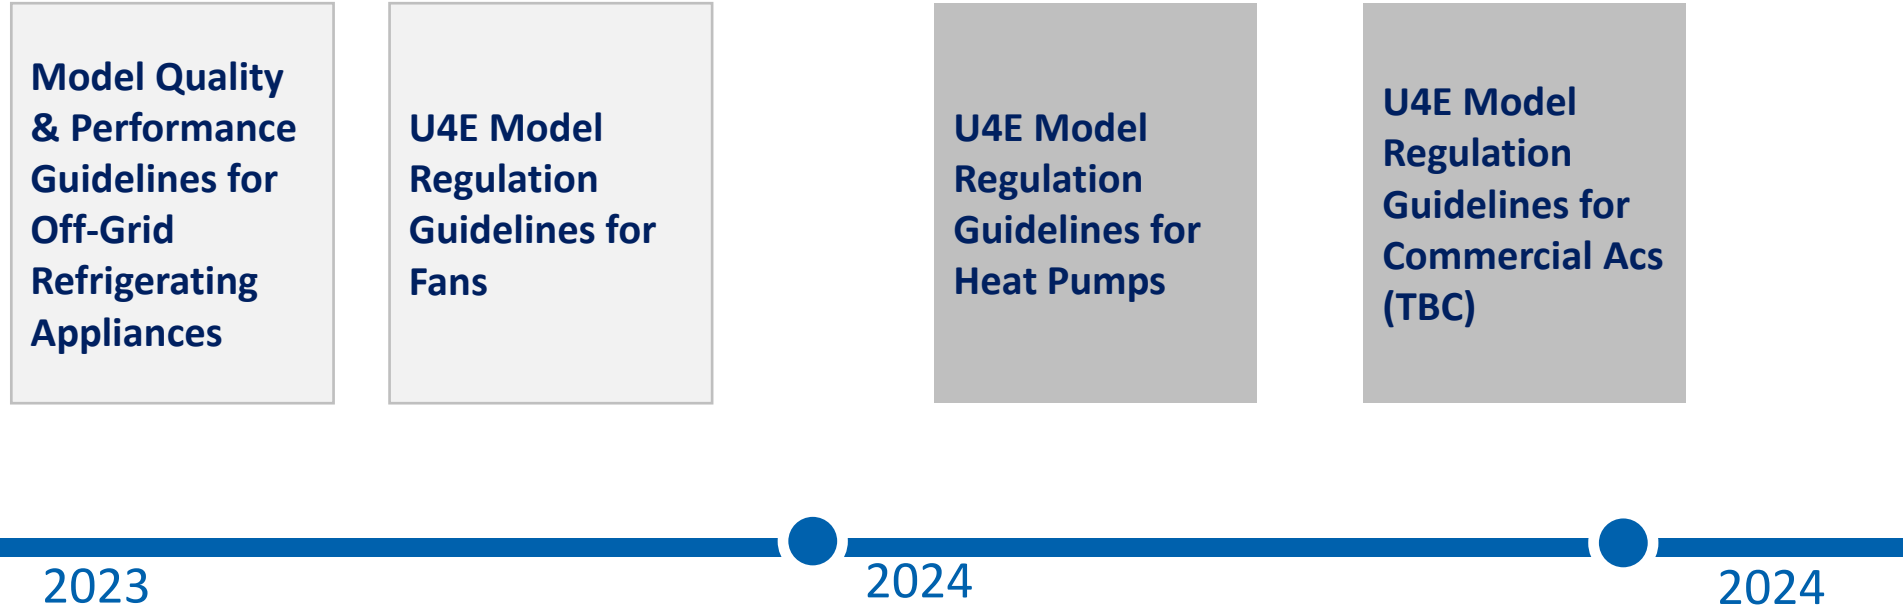 Model Quality
& Performance
Guidelines for
Off-Grid
Refrigerating
Appliances
U4E Model
Regulation
Guidelines for
Fans
U4E Model
Regulation
Guidelines for
Heat Pumps
U4E Model
Regulation
Guidelines for
Commercial Acs
(TBC)
2023
2024
2024